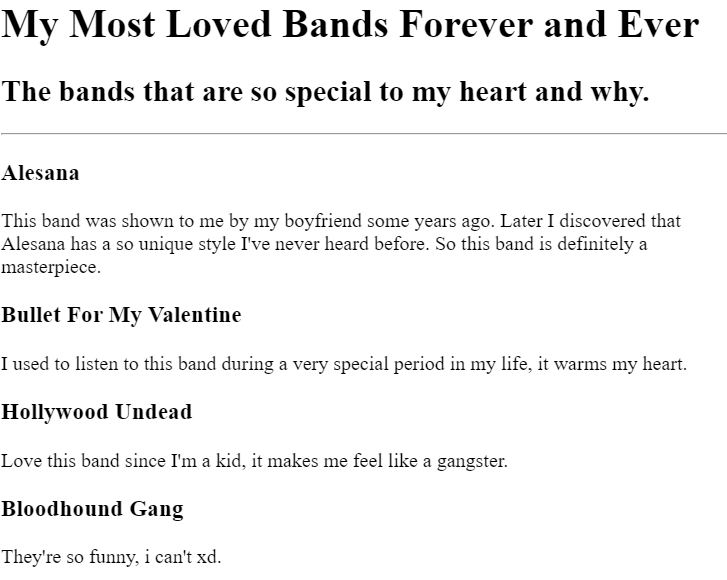 My Most Loved Bands Forever and Ever
The bands that are so special to my heart and why.
Alesana
This band was shown to me by my boyfriend some years ago. Later I discovered that
Alesana has a so unique style I've never heard before. So this band is definitely a
masterpiece.
Bullet For My Valentine
I used to listen to this band during a very special period in my life, it warms my heart.
Hollywood Undead
Love this band since I'm a kid, it makes me feel like a gangster.
Bloodhound Gang
They're so funny, i can't xd.